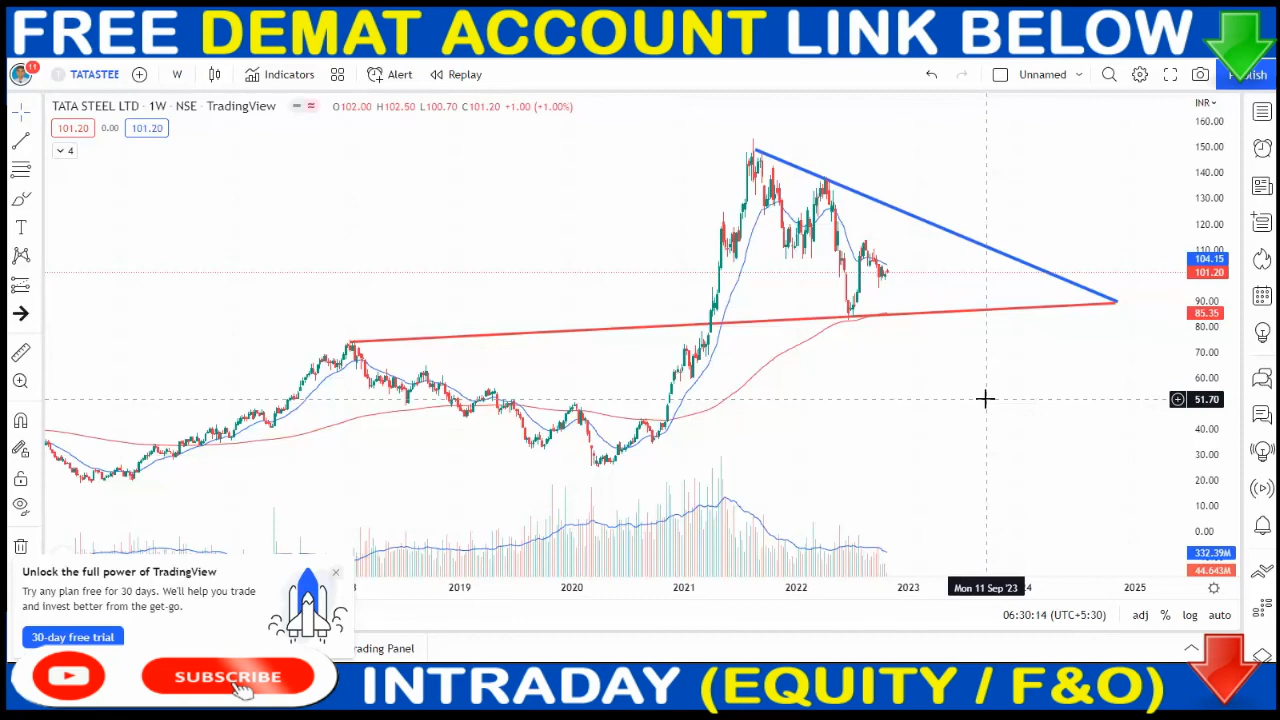 FREE DEMAT ACCOUNT LINK BELOW
11
TATASTEE
W
Indicators
Alert
Replay
Unnamed
Publish
TATA STEEL LTD · 1W · NSE · TradingView
O102.00 H102.50 L100.70 C101.20 +1.00 (+1.00%)
INR
101.20 0.00 101.20
4
160.00
150.00
140.00
130.00
120.00
110.00
104.15
101.20
90.00
85.35
80.00
70.00
60.00
51.70
40.00
30.00
20.00
10.00
0.00
332.39M
44.643M
2019 2020 2021 2022 2023 Mon 11 Sep '23 2025
Unlock the full power of TradingView
Try any plan free for 30 days. We'll help you trade
and invest better from the get-go.
30-day free trial
06:30:14 (UTC+5:30) adj % log auto
ading Panel
SUBSCRIBE
INTRADAY (EQUITY / F&O)